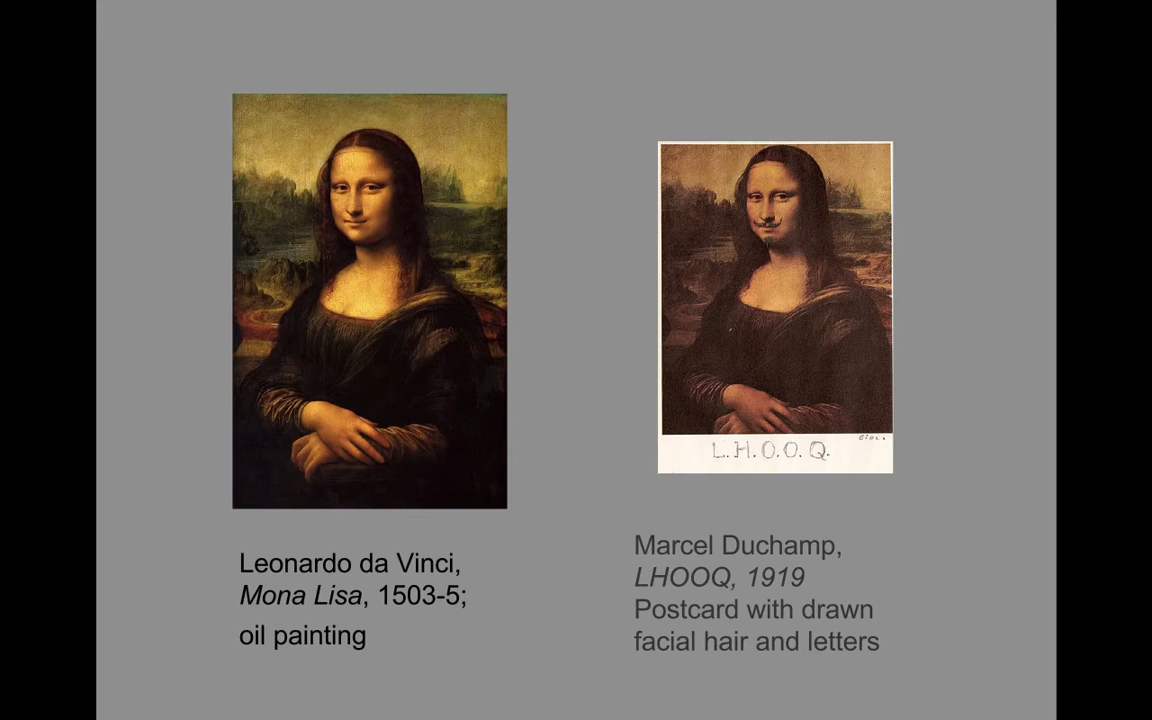 L.H.O.O.Q.
Leonardo da Vinci,
Mona Lisa, 1503-5;
oil painting
Marcel Duchamp,
LHOOQ, 1919
Postcard with drawn
facial hair and letters